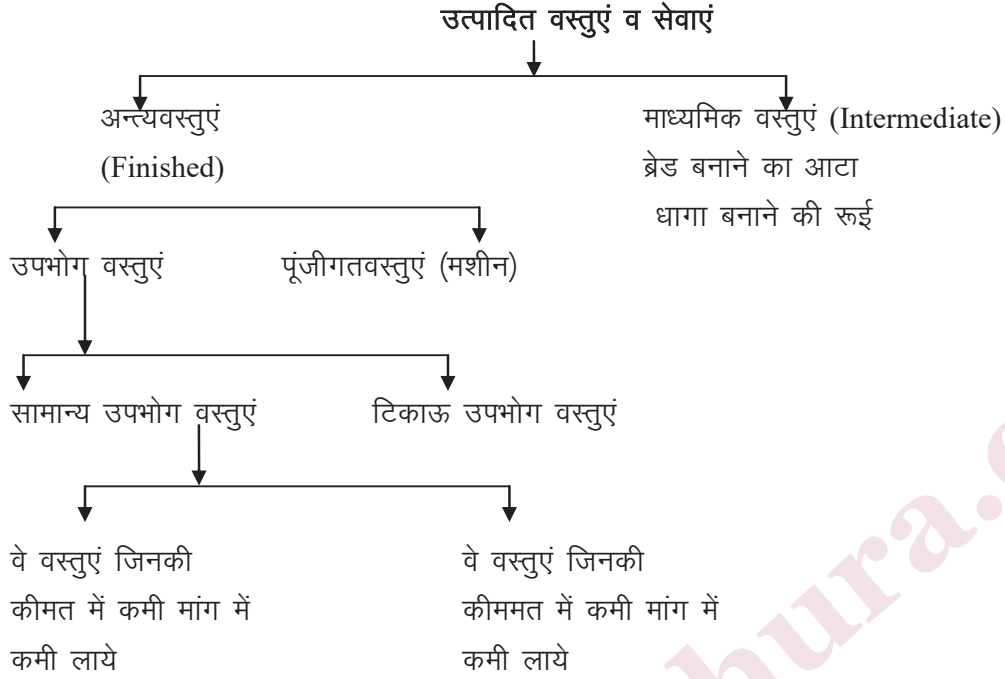 उत्पादित वस्तुएं व सेवाएं
अन्त्यवस्तुएं
(Finished)
माध्यमिक वस्तुएं (Intermediate)
ब्रेड बनाने का आटा
धागा बनाने की रूई
उपभोग वस्तुएं
पूंजीगतवस्तुएं (मशीन)
सामान्य उपभोग वस्तुएं
टिकाऊ उपभोग वस्तुएं
वे वस्तुएं जिनकी
कीमत में कमी मांग में
कमी लाये
वे वस्तुएं जिनकी
कीममत में कमी मांग में
कमी लाये